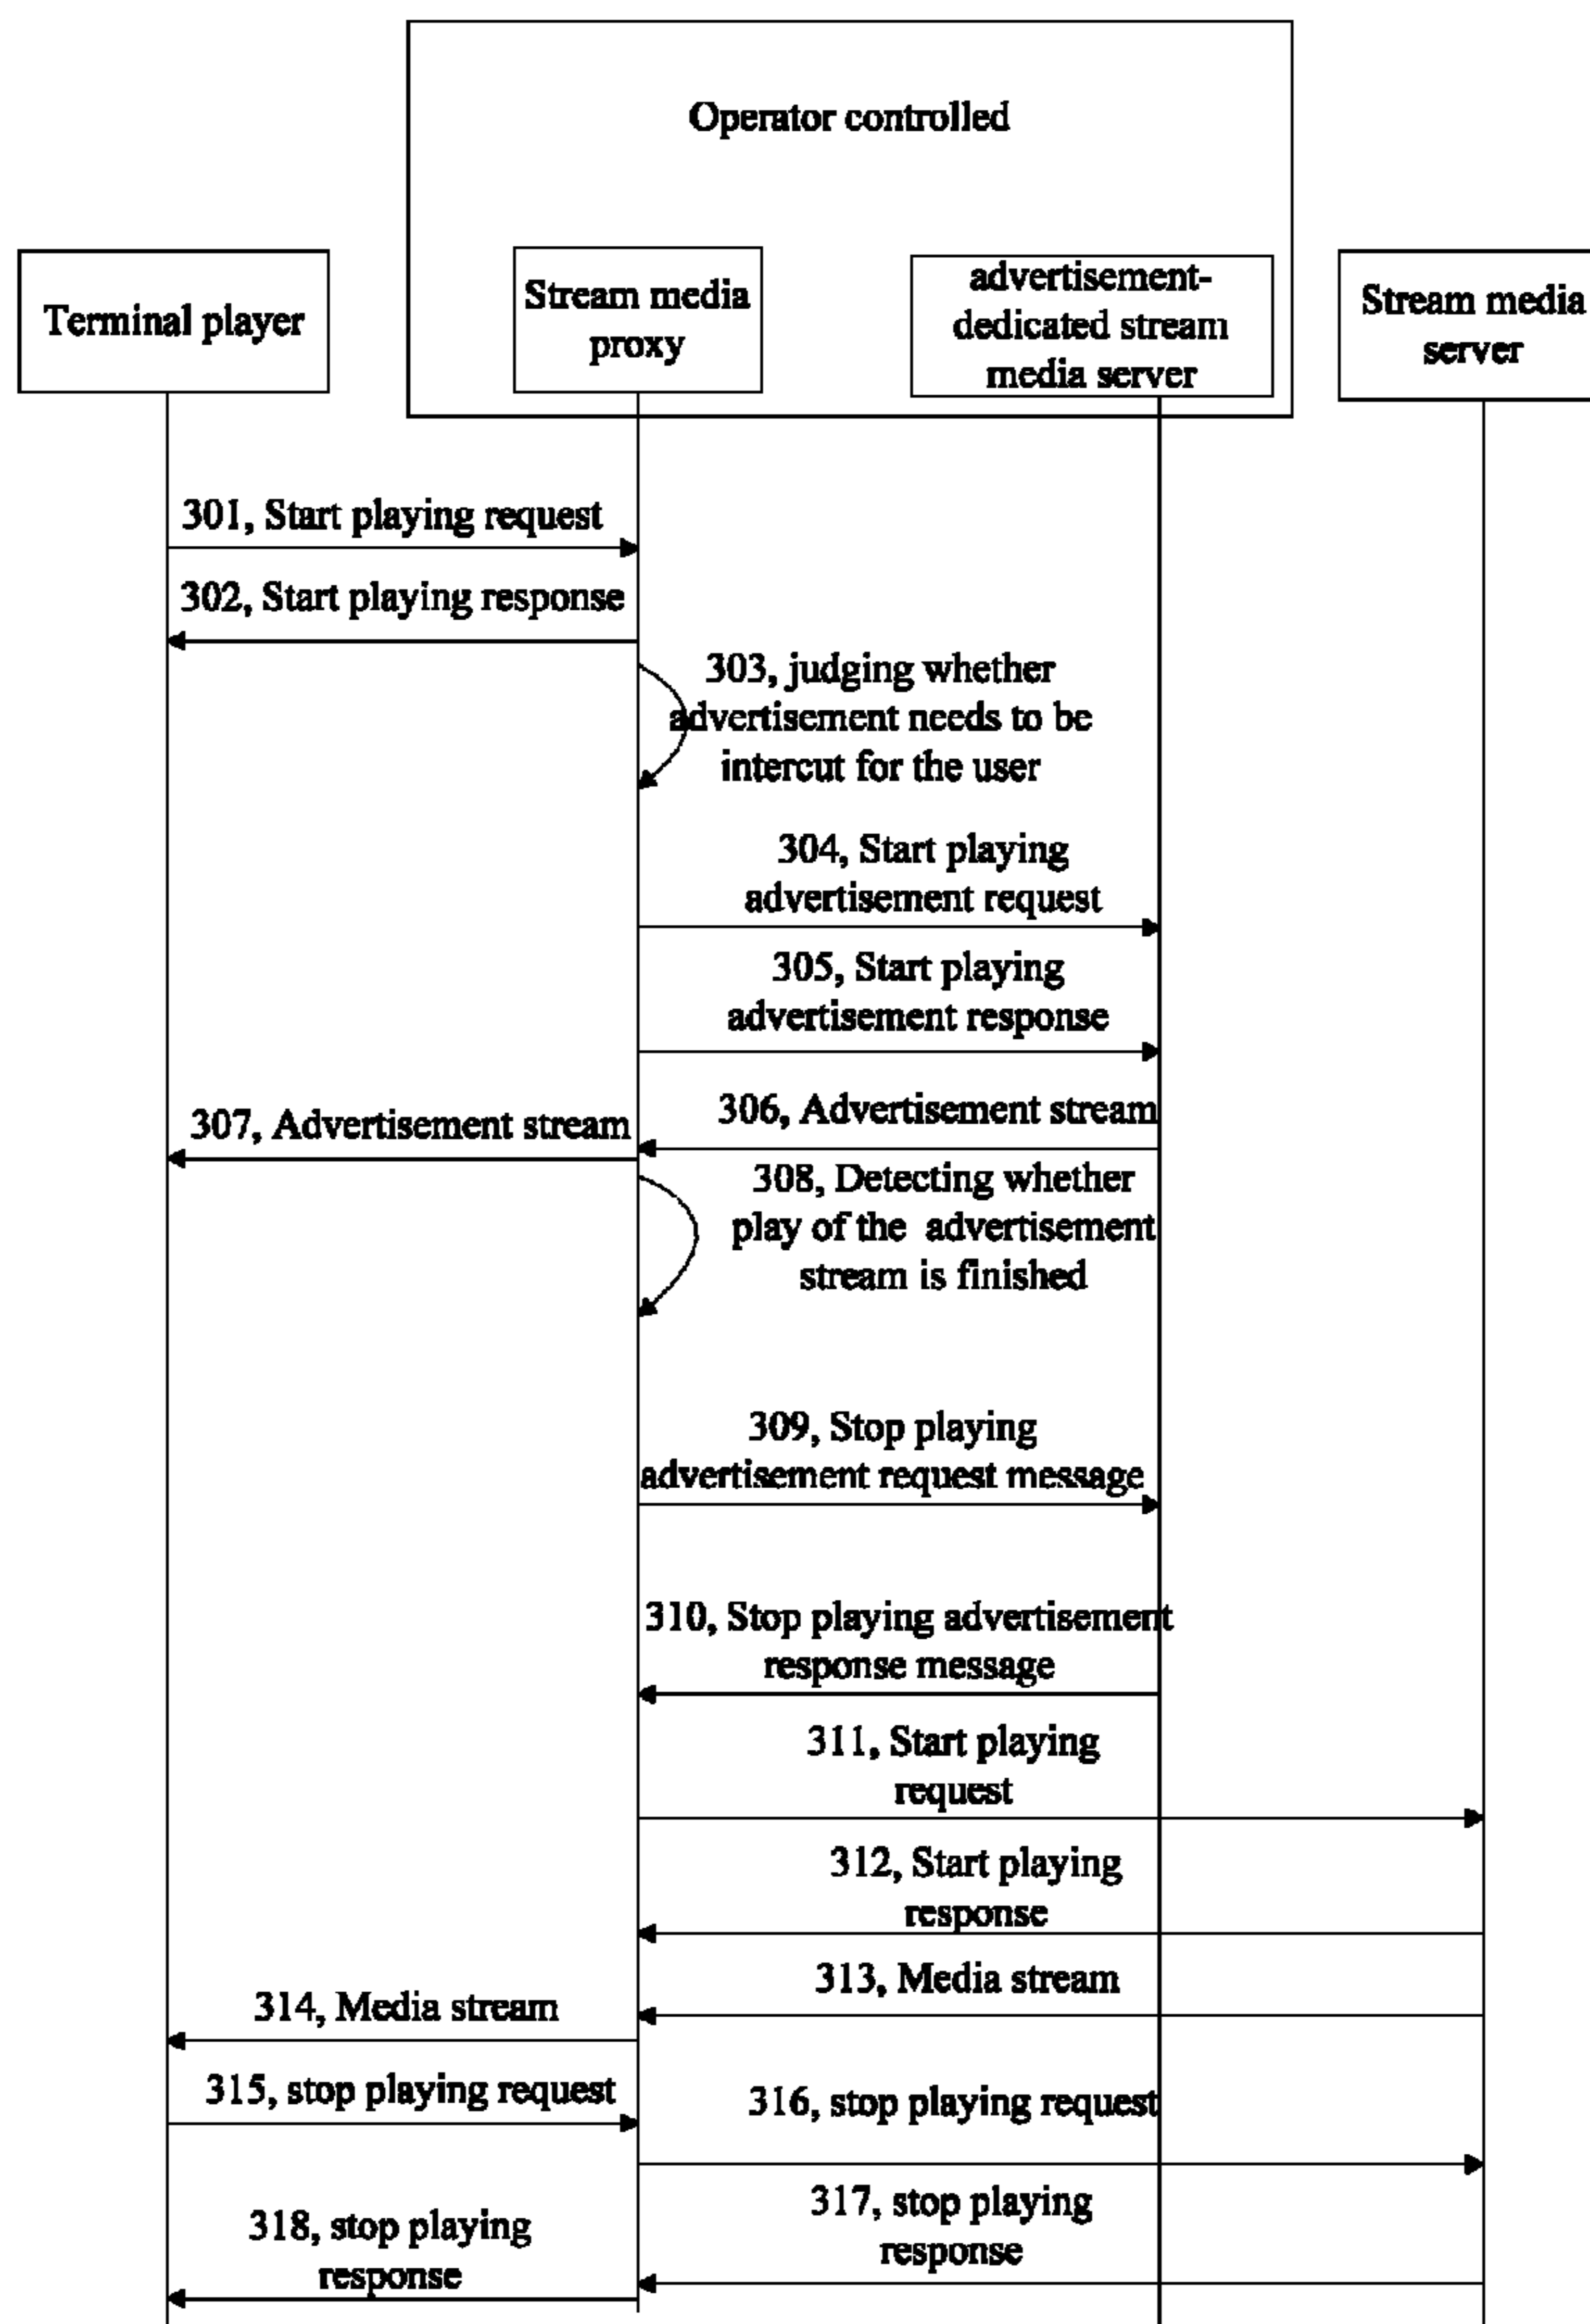 Operator controlled
Terminal player
Stream media
proxy
advertisement-
dedicated stream
media server
Stream media
server
301, Start playing request
302, Start playing response
303, judging whether
advertisement needs to be
intercut for the user
304, Start playing
advertisement request
305, Start playing
advertisement response
306, Advertisement stream
307, Advertisement stream
308, Detecting whether
play of the advertisement
stream is finished
309, Stop playing
advertisement request message
310, Stop playing advertisement
response message
311, Start playing
request
312, Start playing
response
313, Media stream
314, Media stream
315, stop playing request
316, stop playing request
317, stop playing
response
318, stop playing
response